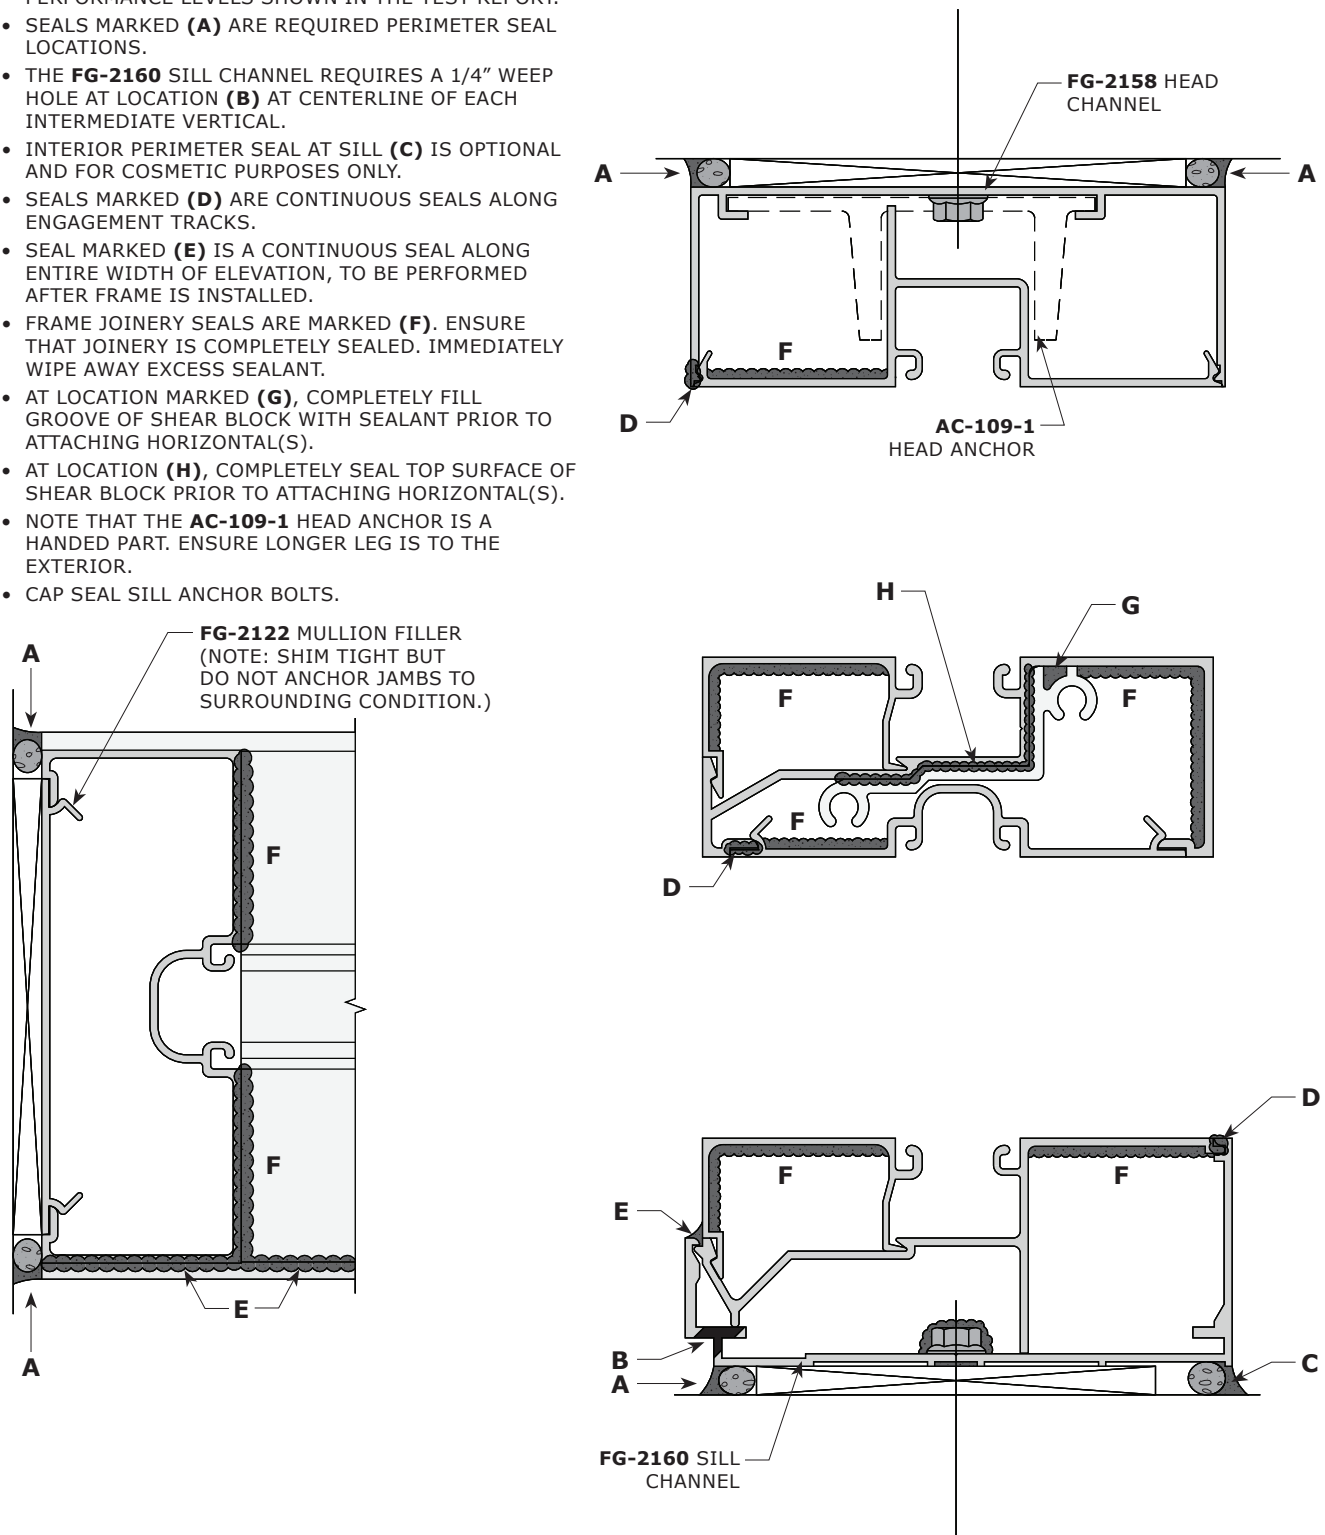 PERFORMANCE LEVELS SHOWN IN THE TEST REPORT.
• SEALS MARKED (A) ARE REQUIRED PERIMETER SEAL
LOCATIONS.
• THE FG-2160 SILL CHANNEL REQUIRES A 1/4” WEEP
HOLE AT LOCATION (B) AT CENTERLINE OF EACH
INTERMEDIATE VERTICAL.
• INTERIOR PERIMETER SEAL AT SILL (C) IS OPTIONAL
AND FOR COSMETIC PURPOSES ONLY.
• SEALS MARKED (D) ARE CONTINUOUS SEALS ALONG
ENGAGEMENT TRACKS.
• SEAL MARKED (E) IS A CONTINUOUS SEAL ALONG
ENTIRE WIDTH OF ELEVATION, TO BE PERFORMED
AFTER FRAME IS INSTALLED.
• FRAME JOINERY SEALS ARE MARKED (F). ENSURE
THAT JOINERY IS COMPLETELY SEALED. IMMEDIATELY
WIPE AWAY EXCESS SEALANT.
• AT LOCATION MARKED (G), COMPLETELY FILL
GROOVE OF SHEAR BLOCK WITH SEALANT PRIOR TO
ATTACHING HORIZONTAL(S).
• AT LOCATION (H), COMPLETELY SEAL TOP SURFACE OF
SHEAR BLOCK PRIOR TO ATTACHING HORIZONTAL(S).
• NOTE THAT THE AC-109-1 HEAD ANCHOR IS A
HANDED PART. ENSURE LONGER LEG IS TO THE
EXTERIOR.
• CAP SEAL SILL ANCHOR BOLTS.
FG-2122 MULLION FILLER
(NOTE: SHIM TIGHT BUT
DO NOT ANCHOR JAMBS TO
SURROUNDING CONDITION.)
A
F
F
E
A
FG-2158 HEAD
CHANNEL
A
A
F
D
AC-109-1
HEAD ANCHOR
H
G
F
F
F
D
D
F
F
E
B
A
C
FG-2160 SILL
CHANNEL